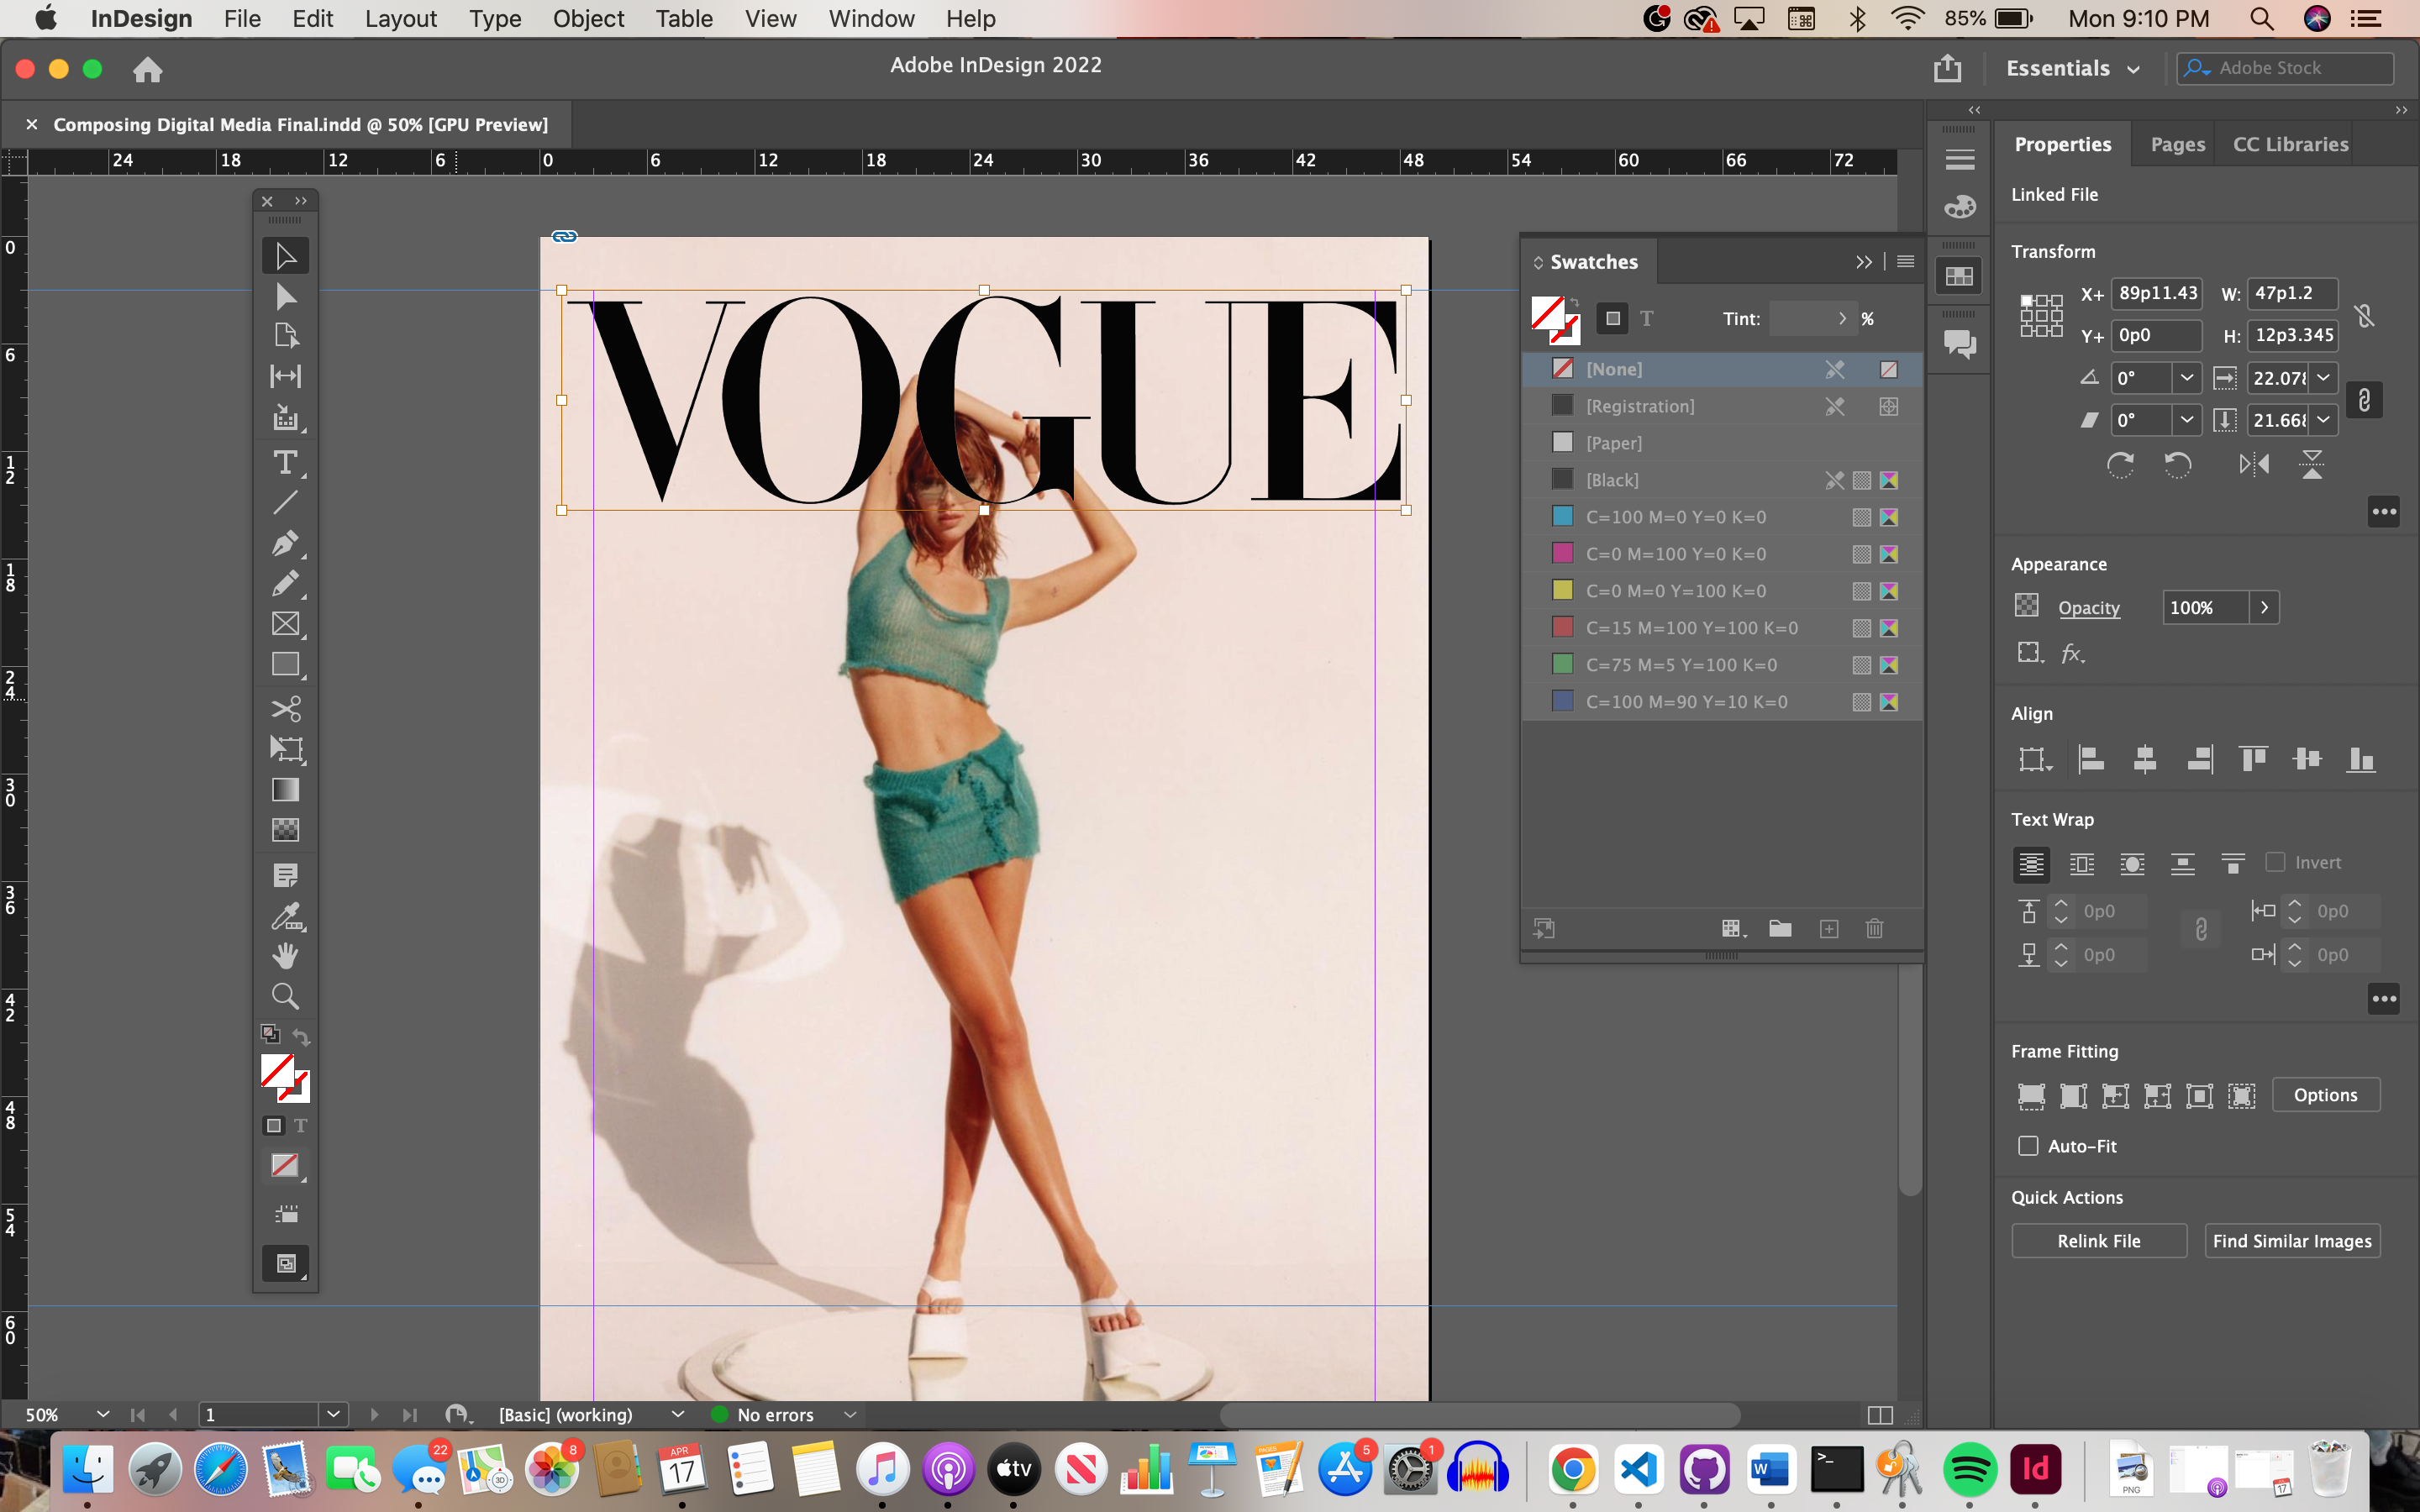 InDesign File Edit Layout Type Object Table View Window Help 85% Mon 9:10 PM
Adobe InDesign 2022 Essentials Adobe Stock
Composing Digital Media Final.indd @ 50% [GPU Preview]
24 18 12 6 0 6 12 18 24 30 36 42 48 54 60 66 72
0
6
12
18
24
30
36
42
48
54
60
VOGUE
T
T
Swatches
T Tint: %
[None]
[Registration]
[Paper]
[Black]
C=100 M=0 Y=0 K=0
C=0 M=100 Y=0 K=0
C=0 M=0 Y=100 K=0
C=15 M=100 Y=100 K=0
C=75 M=5 Y=100 K=0
C=100 M=90 Y=10 K=0
Properties Pages CC Libraries
Linked File
Transform
X+ 89p11.43 W: 47p1.2
Y+ 0p0 H: 12p3.345
0° 22.078
0° 21.668
Appearance
Opacity 100%
fx.
Align
Text Wrap
Invert
0p0 0p0
0p0 0p0
Frame Fitting
Options
Auto-Fit
Quick Actions
Relink File Find Similar Images
50% 1 [Basic] (working) No errors
22 3D 8 APR 17 tv 5 1 W >_ Id PNG 17